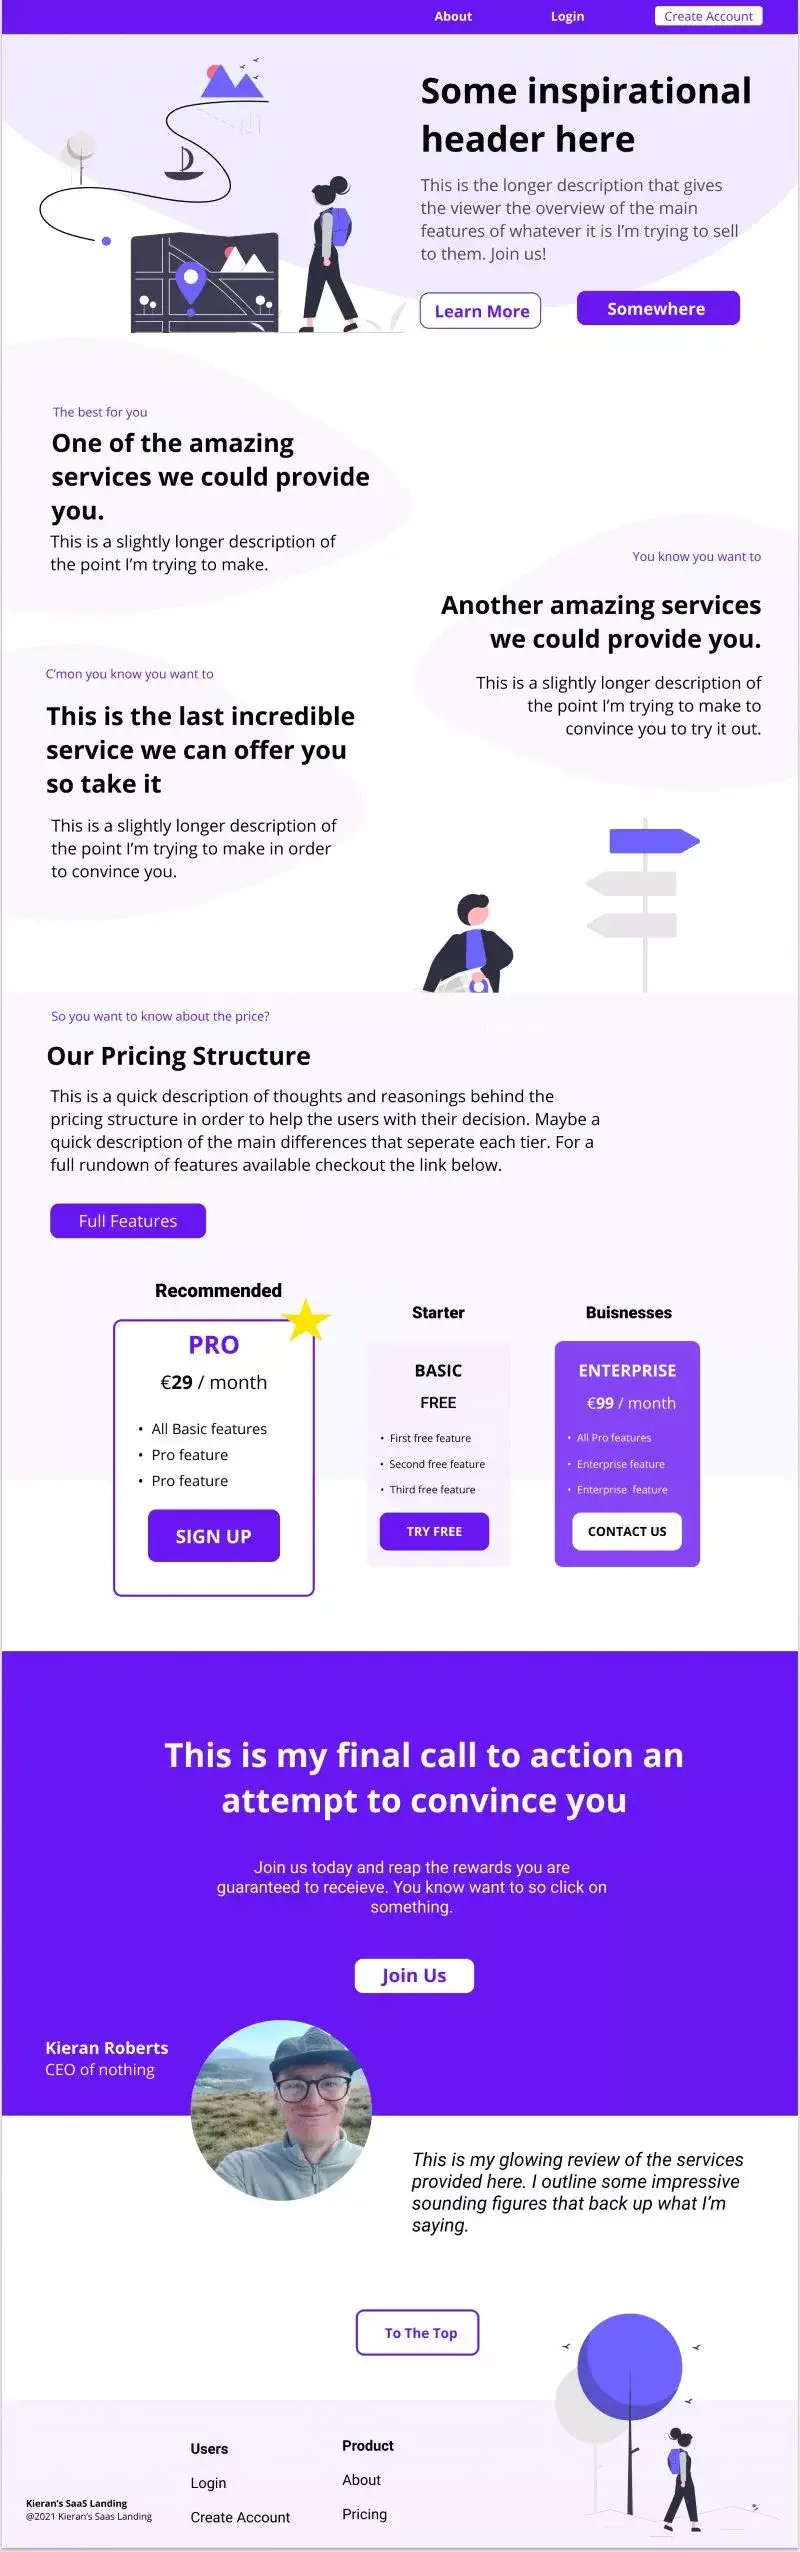 About
Login
Create Account
Some inspirational
header here
This is the longer description that gives
the viewer the overview of the main
features of whatever it is I'm trying to sell
to them. Join us!
Learn More
Somewhere
The best for you
One of the amazing
services we could provide
you.
This is a slightly longer description of
the point I'm trying to make.
You know you want to
Another amazing services
we could provide you.
This is a slightly longer description of
the point I'm trying to make to
convince you to try it out.
C'mon you know you want to
This is the last incredible
service we can offer you
so take it
This is a slightly longer description of
the point I'm trying to make in order
to convince you.
So you want to know about the price?
Our Pricing Structure
This is a quick description of thoughts and reasonings behind the
pricing structure in order to help the users with their decision. Maybe a
quick description of the main differences that seperate each tier. For a
full rundown of features available checkout the link below.
Full Features
Recommended
PRO
€29 / month
• All Basic features
• Pro feature
• Pro feature
SIGN UP
Starter
BASIC
FREE
• First free feature
• Second free feature
• Third free feature
TRY FREE
Buisnesses
ENTERPRISE
€99 / month
• All Pro features
• Enterprise feature
• Enterprise feature
CONTACT US
This is my final call to action an
attempt to convince you
Join us today and reap the rewards you are
guaranteed to receieve. You know want to so click on
something.
Join Us
Kieran Roberts
CEO of nothing
This is my glowing review of the services
provided here. I outline some impressive
sounding figures that back up what I'm
saying.
To The Top
Kieran's SaaS Landing
@2021 Kieran's Saas Landing
Users
Login
Create Account
Product
About
Pricing